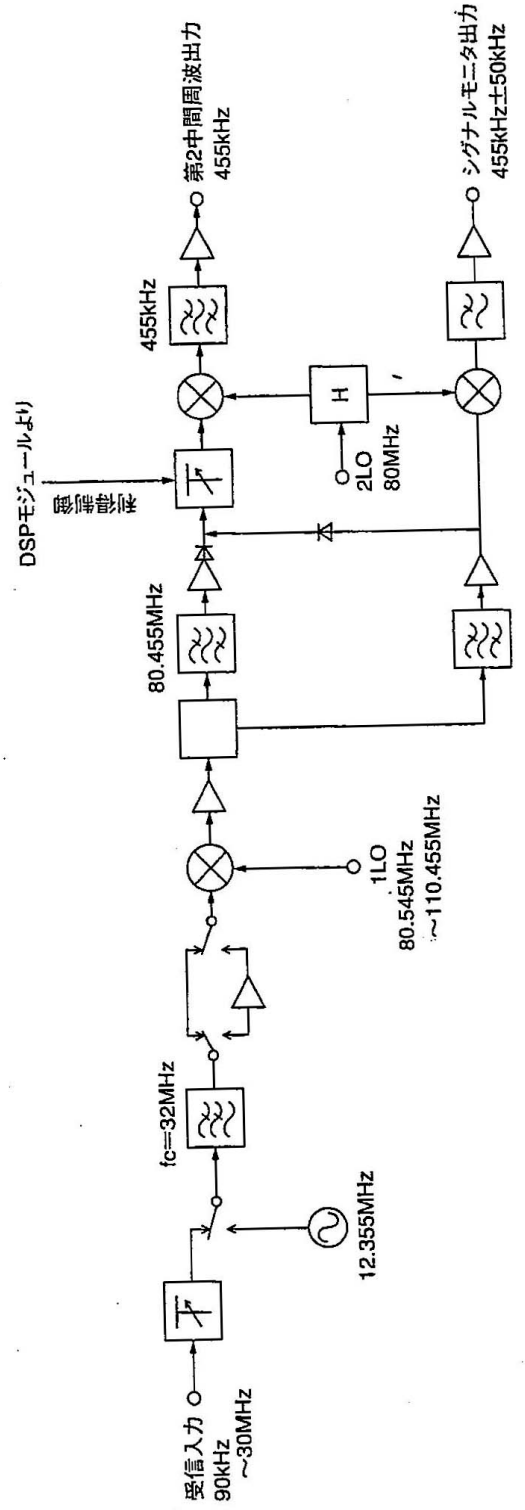 受信入力
90kHz
～30MHz
12.355MHz
fc=32MHz
1LO
80.545MHz
～110.455MHz
80.455MHz
DSPモジュールより
利得制御
H
2LO
80MHz
455kHz
第2中間周波出力
455kHz
シグナルモニタ出力
455kHz±50kHz